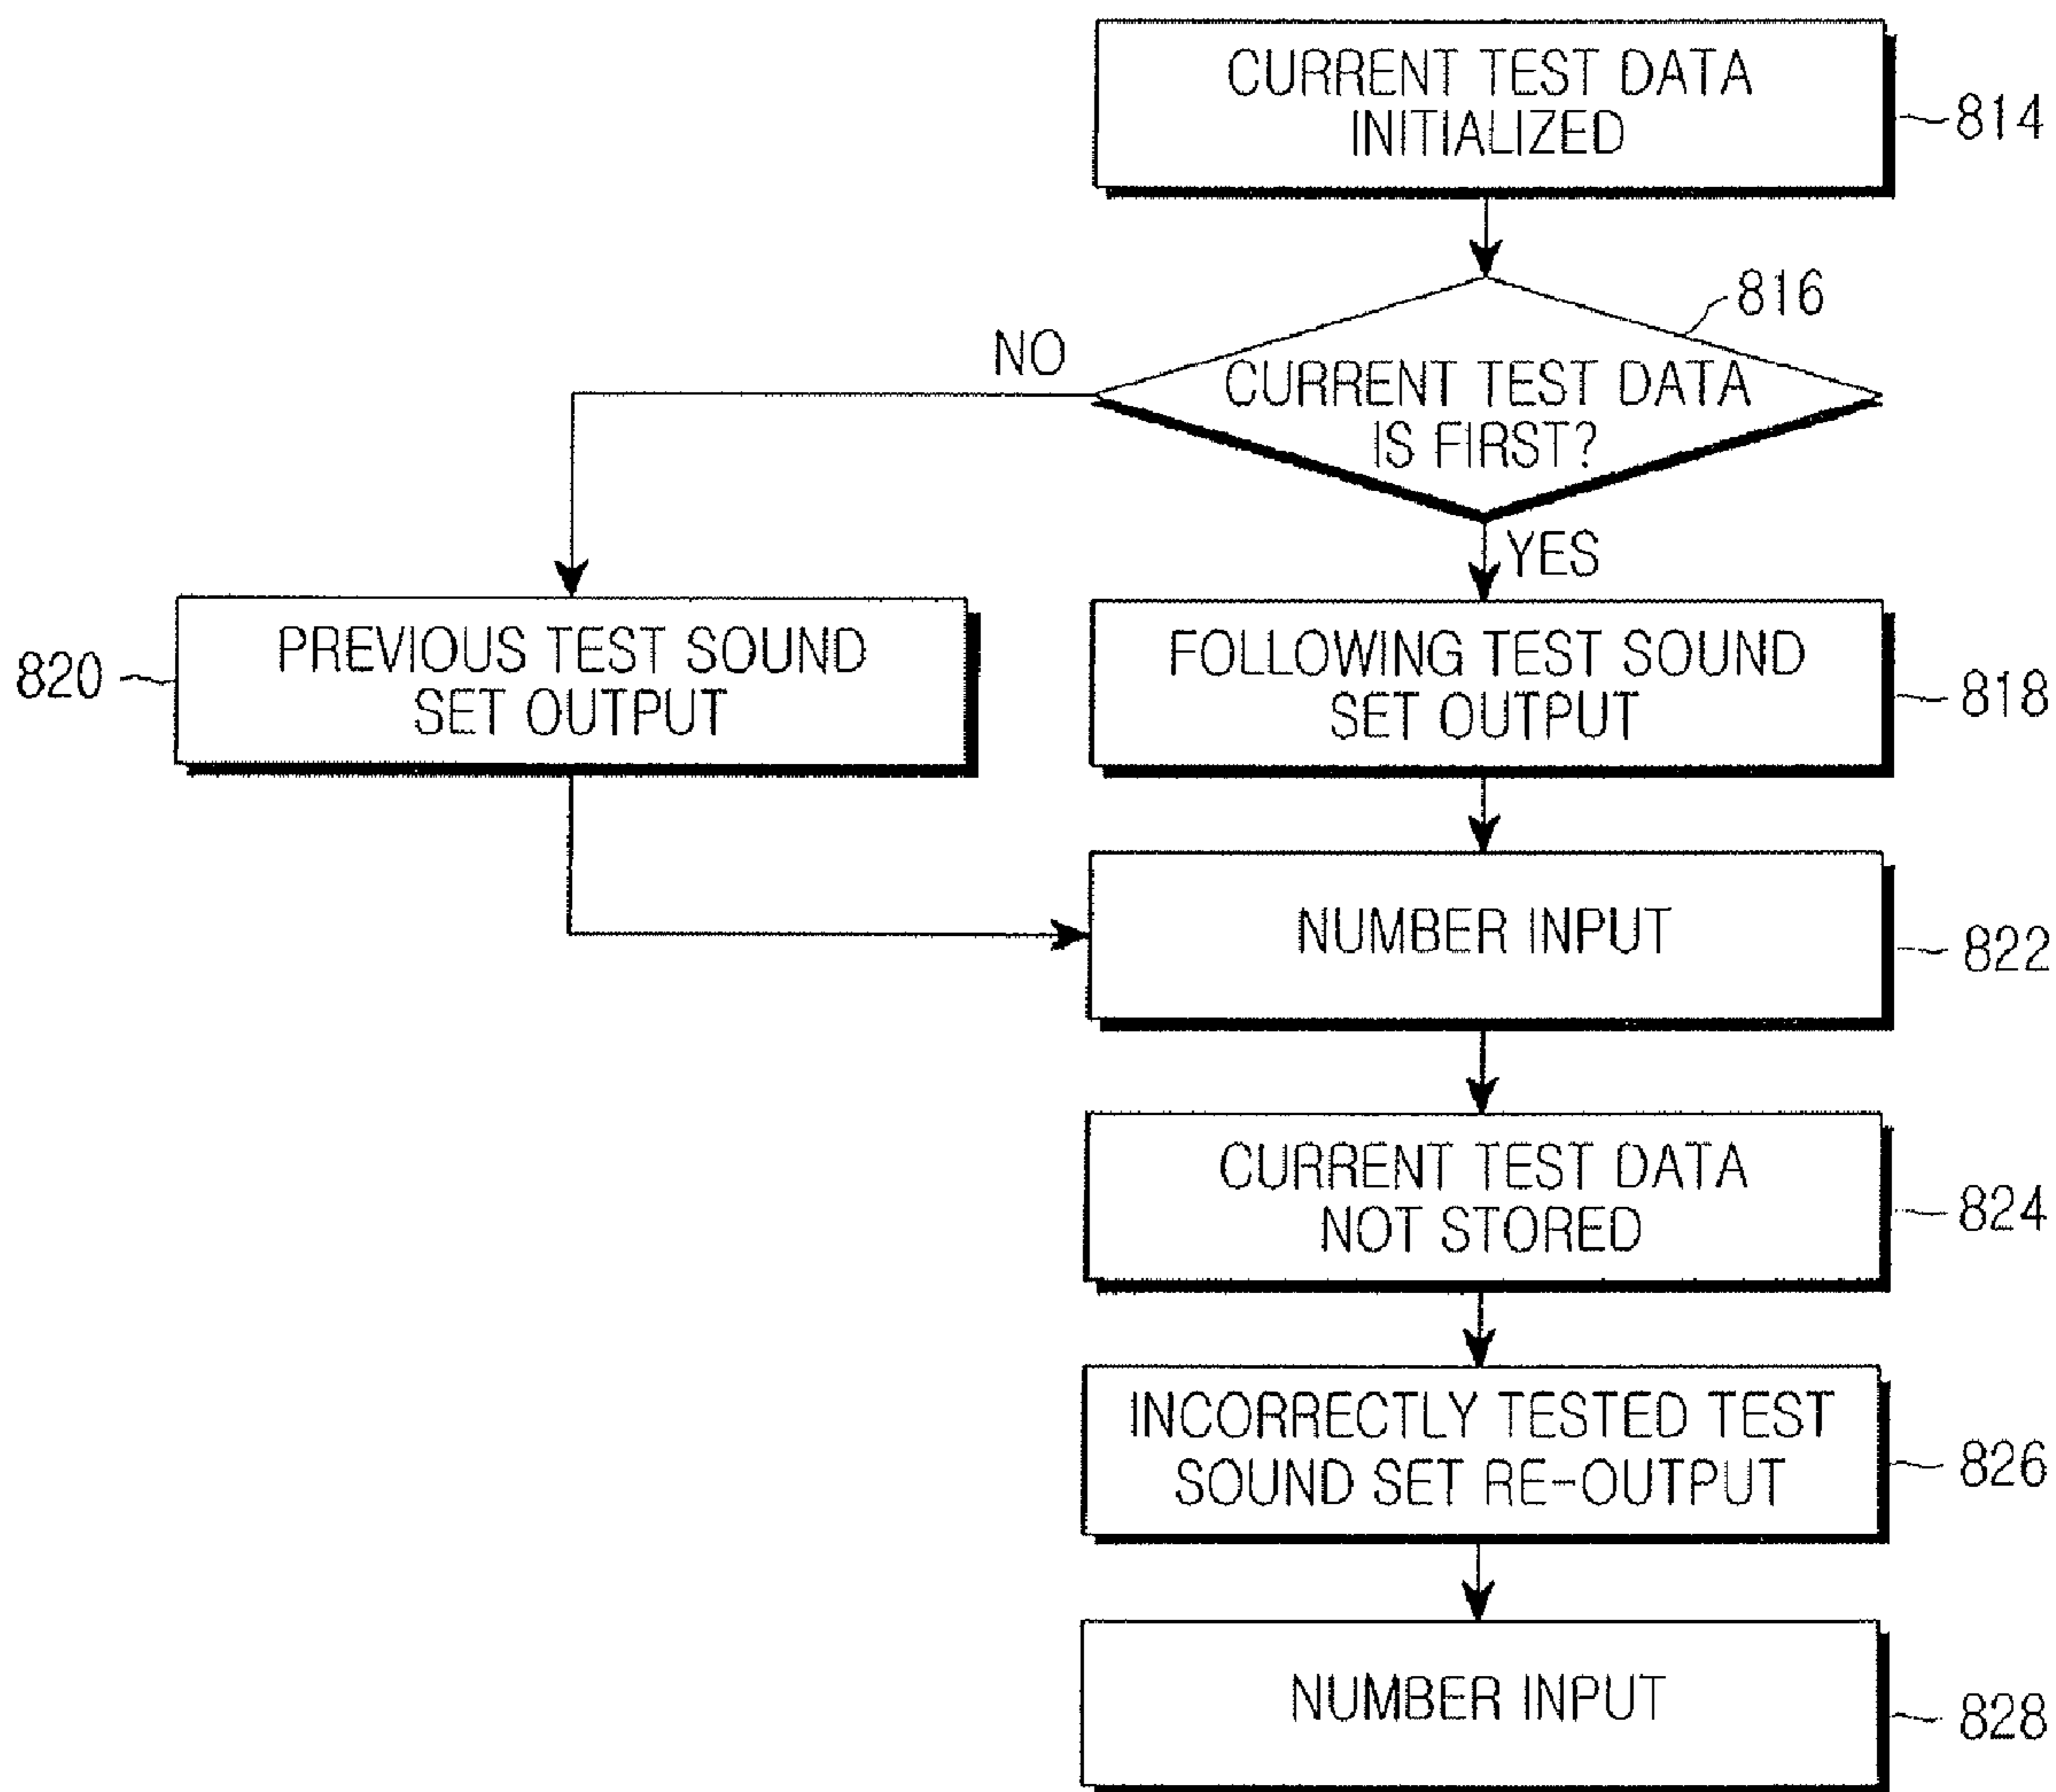 CURRENT TEST DATA
INITIALIZED
814
816
NO
CURRENT TEST DATA
IS FIRST?
YES
820
PREVIOUS TEST SOUND
SET OUTPUT
FOLLOWING TEST SOUND
SET OUTPUT
818
NUMBER INPUT
822
CURRENT TEST DATA
NOT STORED
824
INCORRECTLY TESTED TEST
SOUND SET RE-OUTPUT
826
NUMBER INPUT
828